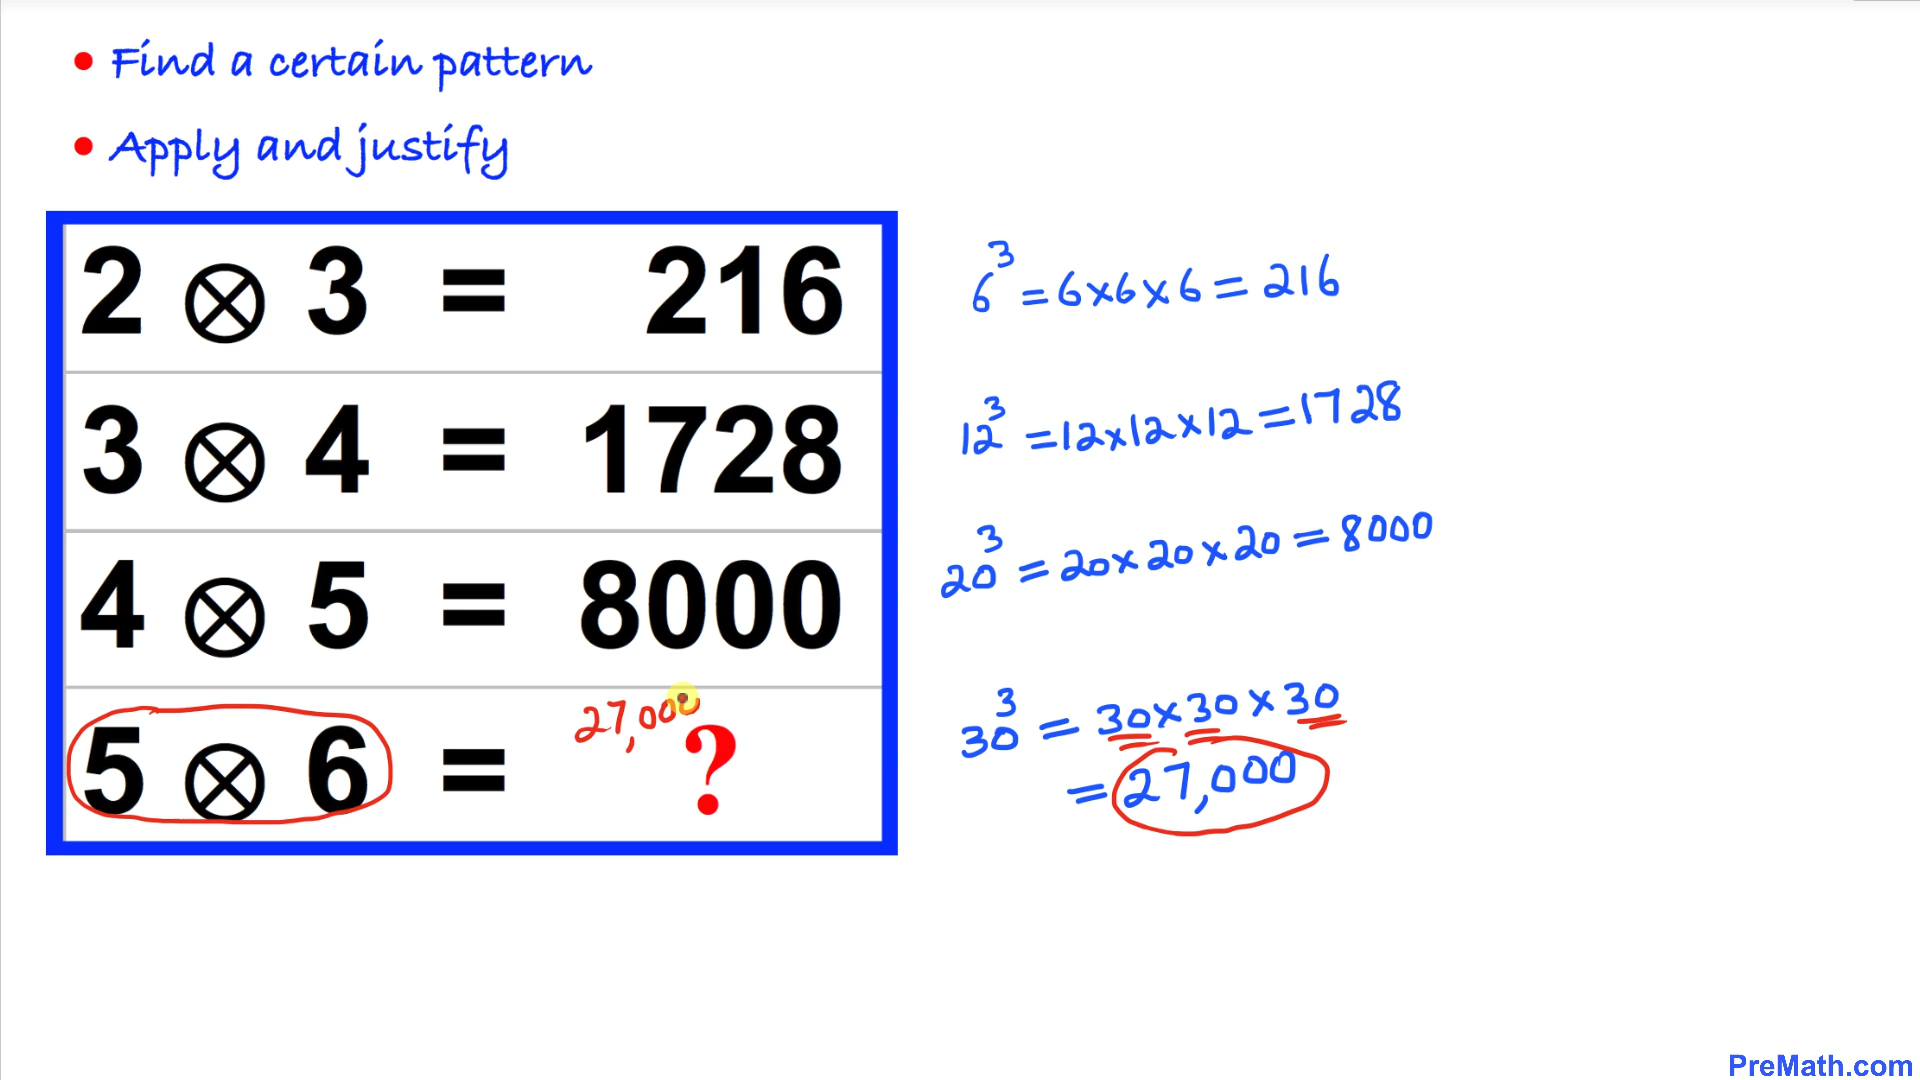 • Find a certain pattern
• Apply and justify
2 ⊗ 3 = 216
3 ⊗ 4 = 1728
4 ⊗ 5 = 8000
5 ⊗ 6 = ?
27,000
6³ = 6×6×6 = 216
12³ = 12×12×12 = 1728
20³ = 20×20×20 = 8000
30³ = 30×30×30
= 27,000
PreMath.com